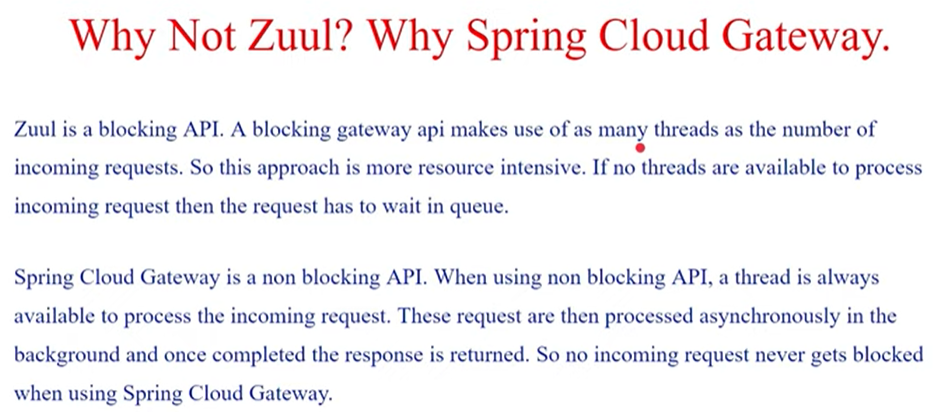 Why Not Zuul? Why Spring Cloud Gateway.
Zuul is a blocking API. A blocking gateway api makes use of as many threads as the number of
incoming requests. So this approach is more resource intensive. If no threads are available to process
incoming request then the request has to wait in queue.
Spring Cloud Gateway is a non blocking API. When using non blocking API, a thread is always
available to process the incoming request. These request are then processed asynchronously in the
background and once completed the response is returned. So no incoming request never gets blocked
when using Spring Cloud Gateway.